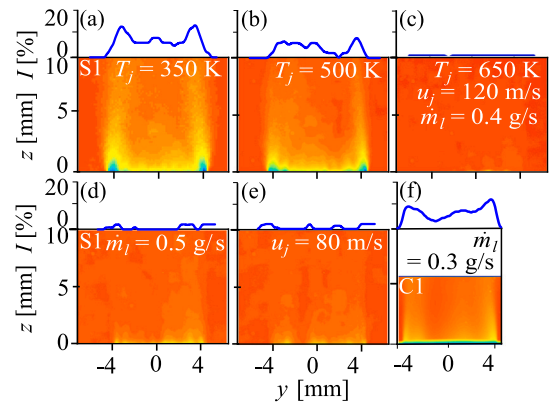 (a) (b) (c)
20
I [%]
0
S1 T_j = 350 K
T_j = 500 K
T_j = 650 K
u_j = 120 m/s
ṁ_l = 0.4 g/s
10
z [mm]
5
0
(d) (e) (f)
20
I [%]
0
S1 ṁ_l = 0.5 g/s
u_j = 80 m/s
ṁ_l
= 0.3 g/s
C1
10
z [mm]
5
0
-4 0 4 -4 0 4 -4 0 4
y [mm]